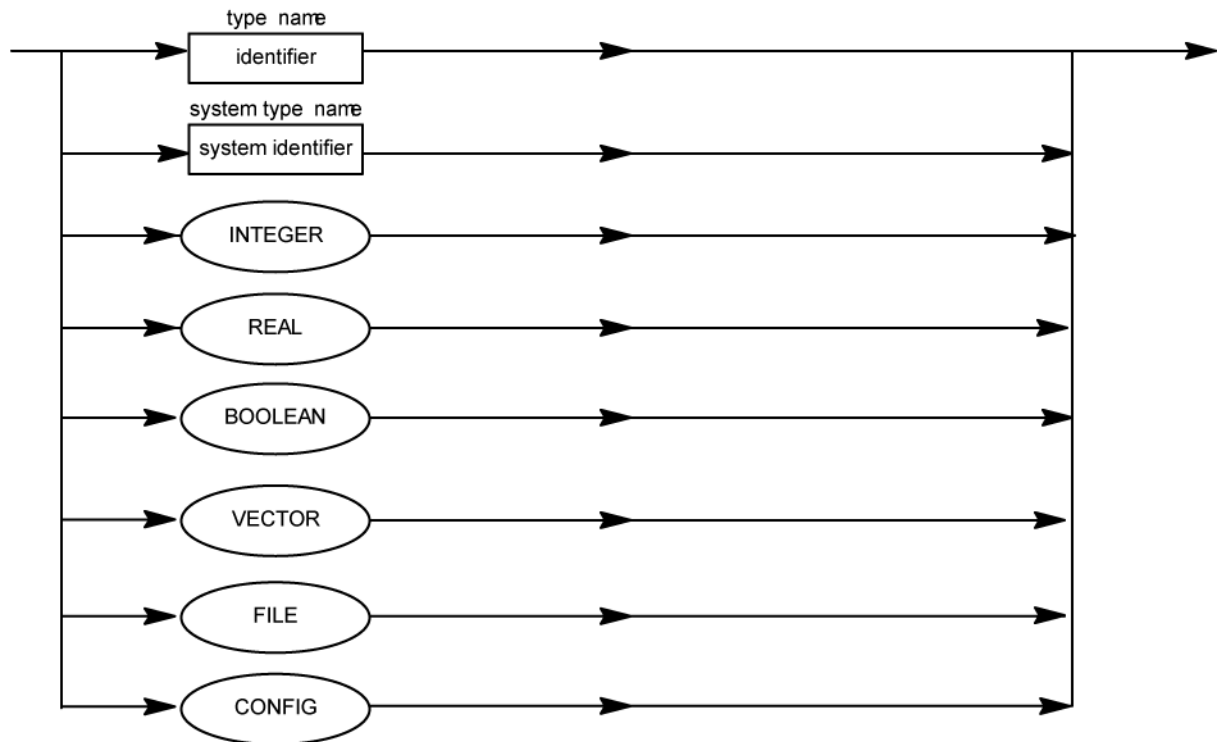 type name
identifier
system type name
system identifier
INTEGER
REAL
BOOLEAN
VECTOR
FILE
CONFIG